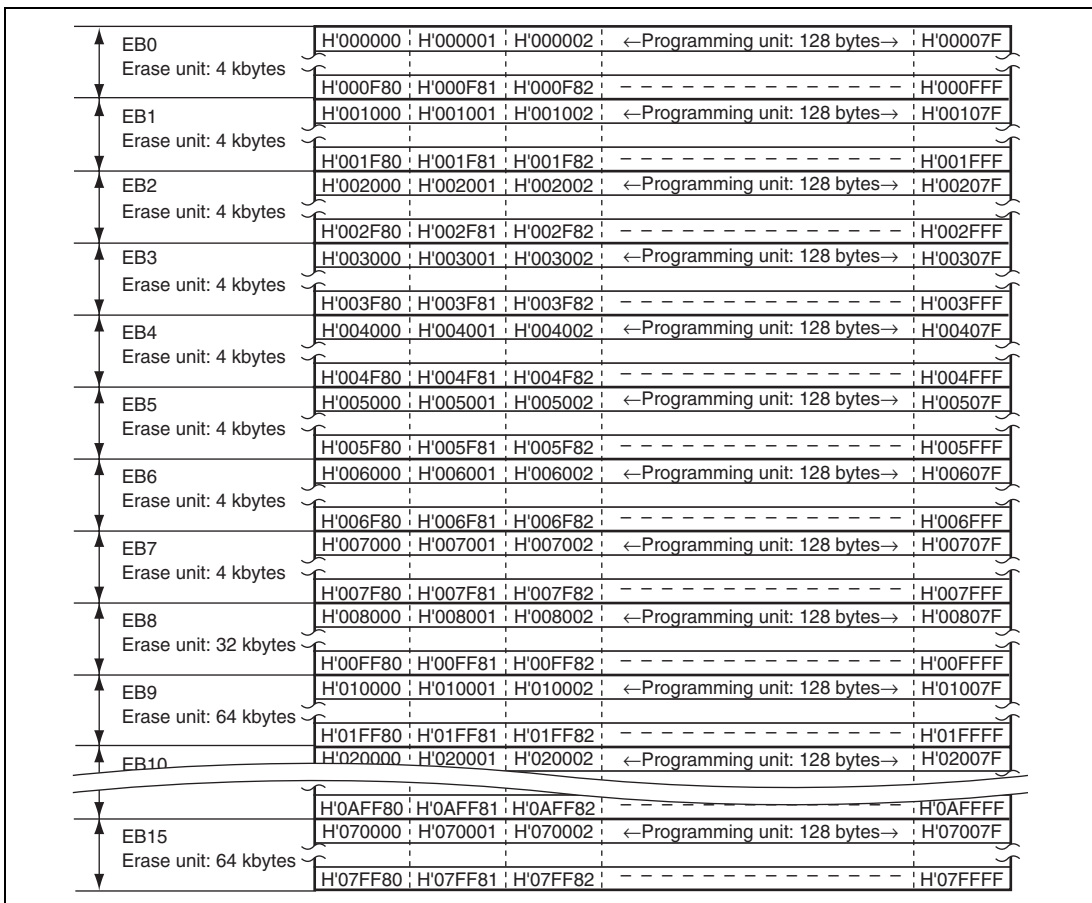 EB0
Erase unit: 4 kbytes
H'000000 H'000001 H'000002 ←Programming unit: 128 bytes→ H'00007F
H'000F80 H'000F81 H'000F82 – – – – – – – – – – – – – – H'000FFF
EB1
Erase unit: 4 kbytes
H'001000 H'001001 H'001002 ←Programming unit: 128 bytes→ H'00107F
H'001F80 H'001F81 H'001F82 – – – – – – – – – – – – – – H'001FFF
EB2
Erase unit: 4 kbytes
H'002000 H'002001 H'002002 ←Programming unit: 128 bytes→ H'00207F
H'002F80 H'002F81 H'002F82 – – – – – – – – – – – – – – H'002FFF
EB3
Erase unit: 4 kbytes
H'003000 H'003001 H'003002 ←Programming unit: 128 bytes→ H'00307F
H'003F80 H'003F81 H'003F82 – – – – – – – – – – – – – – H'003FFF
EB4
Erase unit: 4 kbytes
H'004000 H'004001 H'004002 ←Programming unit: 128 bytes→ H'00407F
H'004F80 H'004F81 H'004F82 – – – – – – – – – – – – – – H'004FFF
EB5
Erase unit: 4 kbytes
H'005000 H'005001 H'005002 ←Programming unit: 128 bytes→ H'00507F
H'005F80 H'005F81 H'005F82 – – – – – – – – – – – – – – H'005FFF
EB6
Erase unit: 4 kbytes
H'006000 H'006001 H'006002 ←Programming unit: 128 bytes→ H'00607F
H'006F80 H'006F81 H'006F82 – – – – – – – – – – – – – – H'006FFF
EB7
Erase unit: 4 kbytes
H'007000 H'007001 H'007002 ←Programming unit: 128 bytes→ H'00707F
H'007F80 H'007F81 H'007F82 – – – – – – – – – – – – – – H'007FFF
EB8
Erase unit: 32 kbytes
H'008000 H'008001 H'008002 ←Programming unit: 128 bytes→ H'00807F
H'00FF80 H'00FF81 H'00FF82 – – – – – – – – – – – – – – H'00FFFF
EB9
Erase unit: 64 kbytes
H'010000 H'010001 H'010002 ←Programming unit: 128 bytes→ H'01007F
H'01FF80 H'01FF81 H'01FF82 – – – – – – – – – – – – – – H'01FFFF
EB10
H'020000 H'020001 H'020002 ←Programming unit: 128 bytes→ H'02007F
H'0AFF80 H'0AFF81 H'0AFF82 – – – – – – – – – – – – – – H'0AFFFF
EB15
Erase unit: 64 kbytes
H'070000 H'070001 H'070002 ←Programming unit: 128 bytes→ H'07007F
H'07FF80 H'07FF81 H'07FF82 – – – – – – – – – – – – – – H'07FFFF